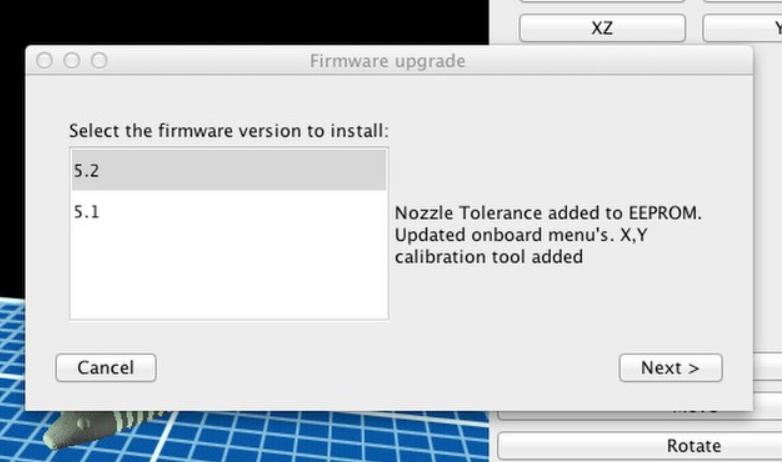 XZ
Firmware upgrade
Select the firmware version to install:
5.2
5.1
Nozzle Tolerance added to EEPROM.
Updated onboard menu's. X,Y
calibration tool added
Cancel
Next >
Rotate